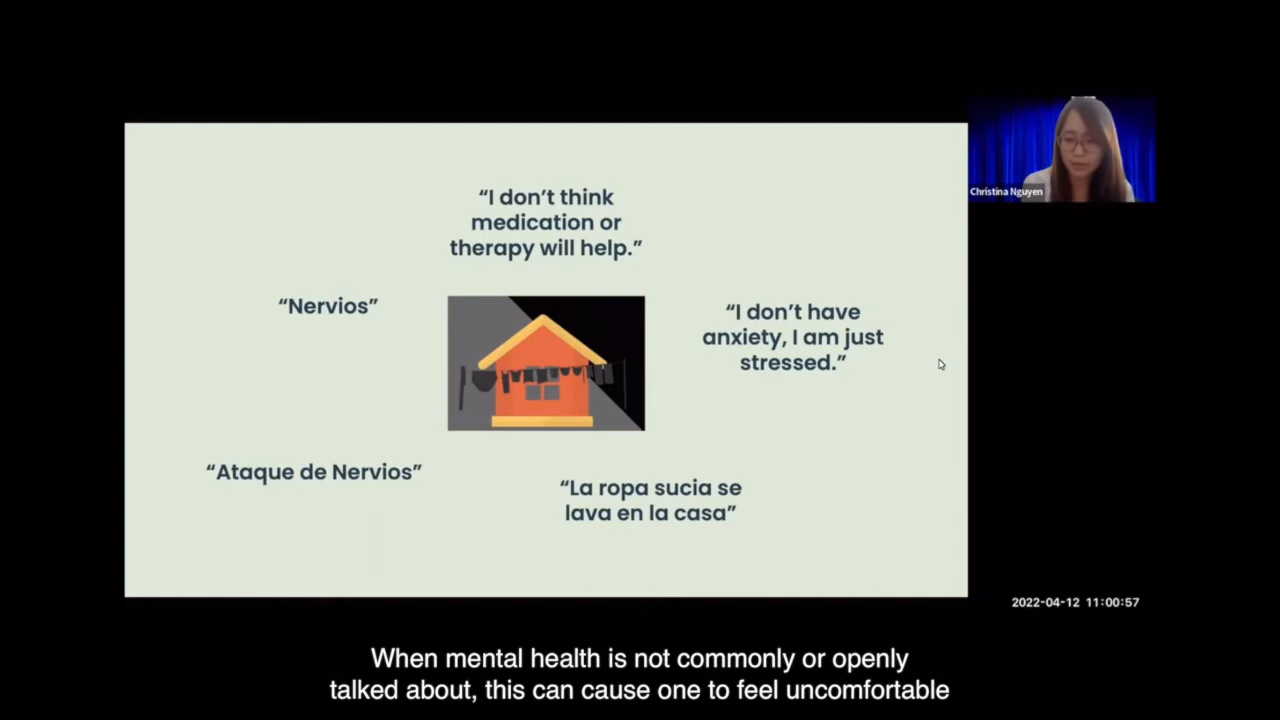 “I don’t think
medication or
therapy will help.”
Christina Nguyen
“Nervios”
“I don’t have
anxiety, I am just
stressed.”
“Ataque de Nervios”
“La ropa sucia se
lava en la casa”
2022-04-12 11:00:57
When mental health is not commonly or openly
talked about, this can cause one to feel uncomfortable